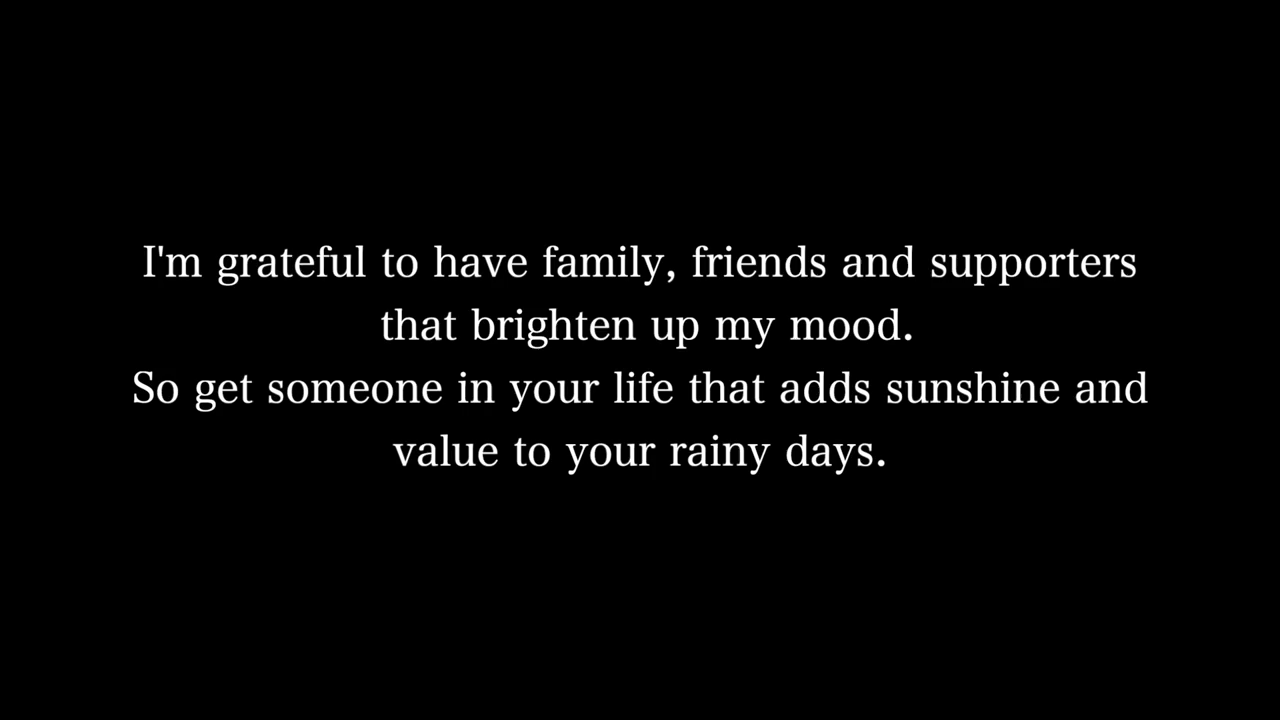 I'm grateful to have family, friends and supporters
that brighten up my mood.
So get someone in your life that adds sunshine and
value to your rainy days.